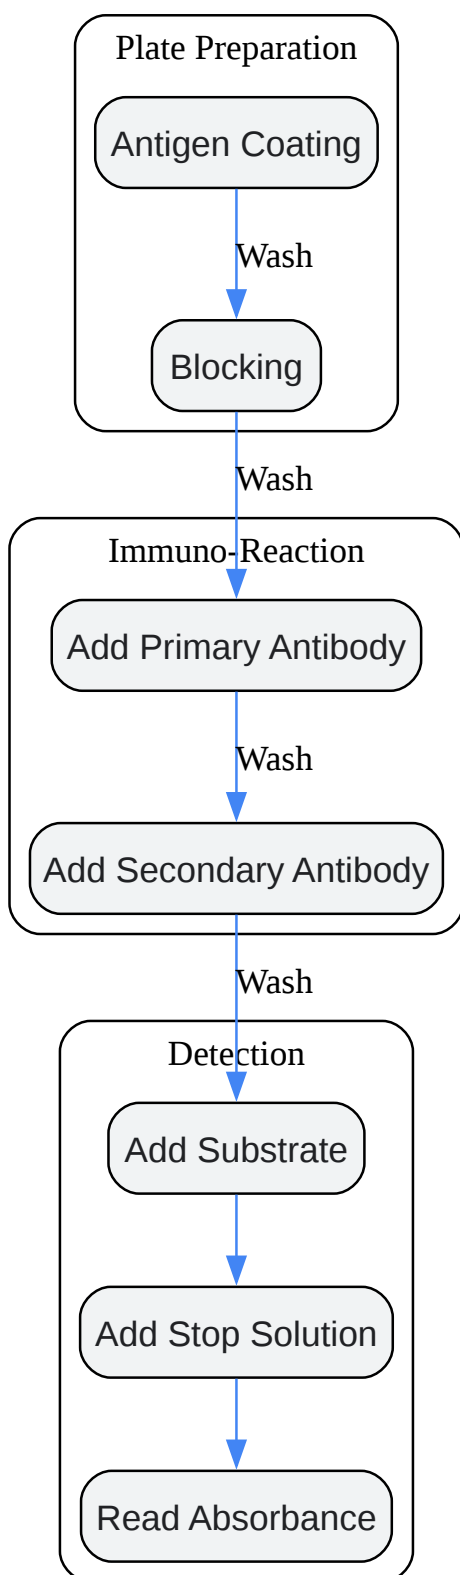 Plate Preparation
Antigen Coating
Wash
Blocking
Wash
Immuno-Reaction
Add Primary Antibody
Wash
Add Secondary Antibody
Wash
Detection
Add Substrate
Add Stop Solution
Read Absorbance